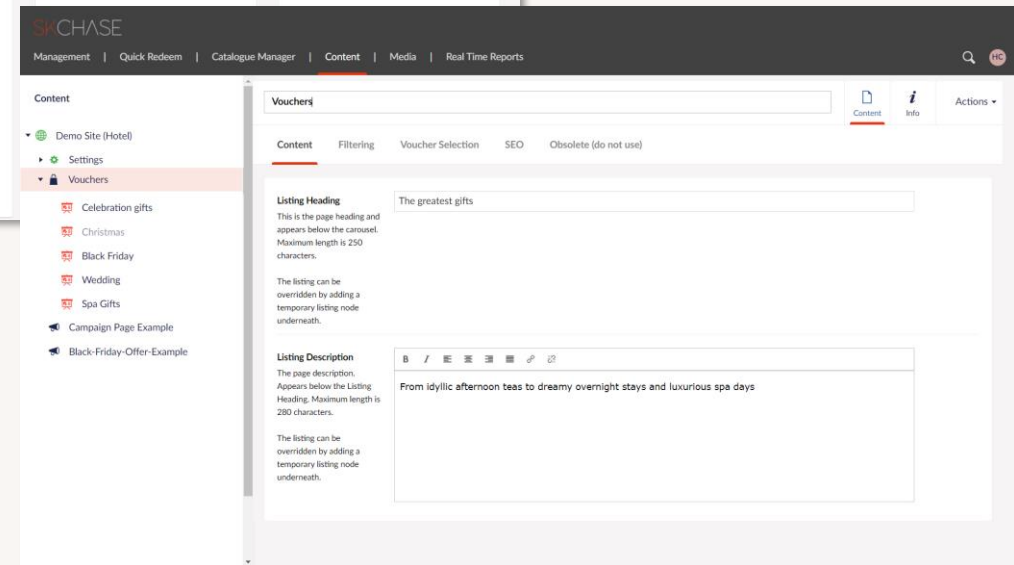 SKCHASE
Management | Quick Redeem | Catalogue Manager | Content | Media | Real Time Reports
HC
Content
Demo Site (Hotel)
Settings
Vouchers
Celebration gifts
Christmas
Black Friday
Wedding
Spa Gifts
Campaign Page Example
Black-Friday-Offer-Example
Vouchers
Content
Info
Actions
Content Filtering Voucher Selection SEO Obsolete (do not use)
Listing Heading
This is the page heading and
appears below the carousel.
Maximum length is 250
characters.
The listing can be
overridden by adding a
temporary listing node
underneath.
The greatest gifts
Listing Description
The page description.
Appears below the Listing
Heading. Maximum length is
280 characters.
The listing can be
overridden by adding a
temporary listing node
underneath.
B I
From idyllic afternoon teas to dreamy overnight stays and luxurious spa days